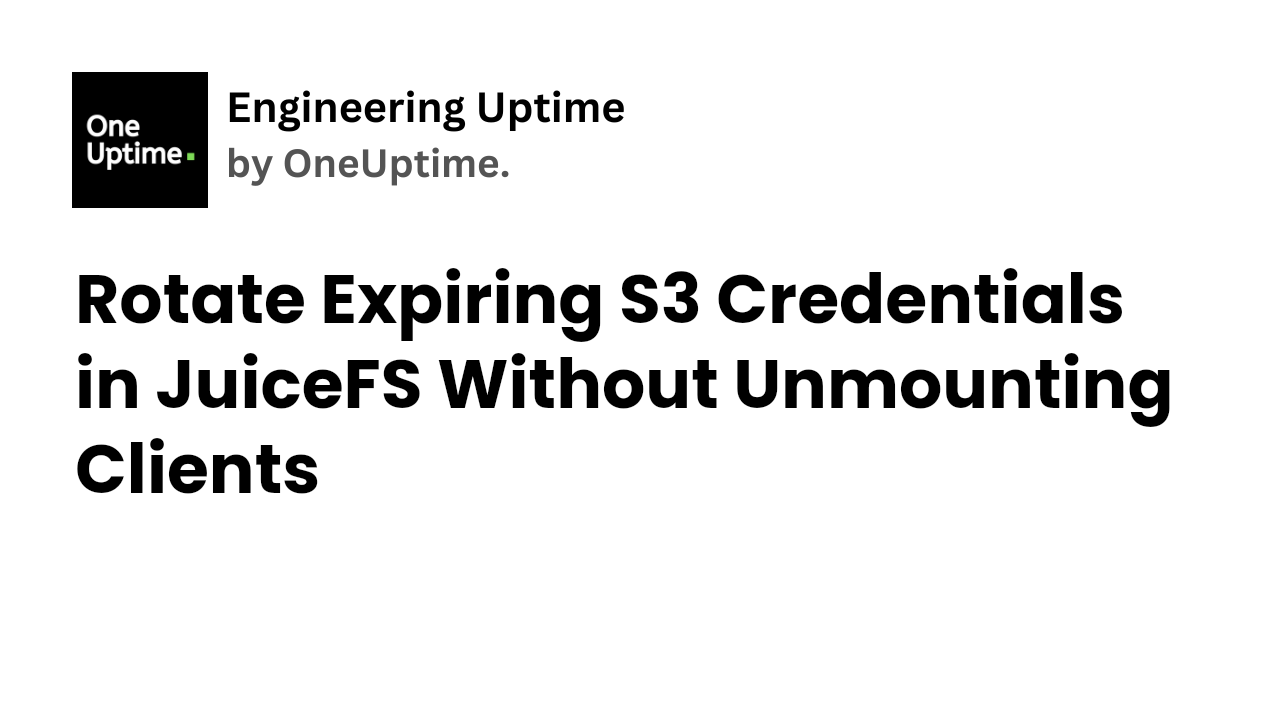 One
Uptime.
Engineering Uptime
by OneUptime.
Rotate Expiring S3 Credentials
in JuiceFS Without Unmounting
Clients